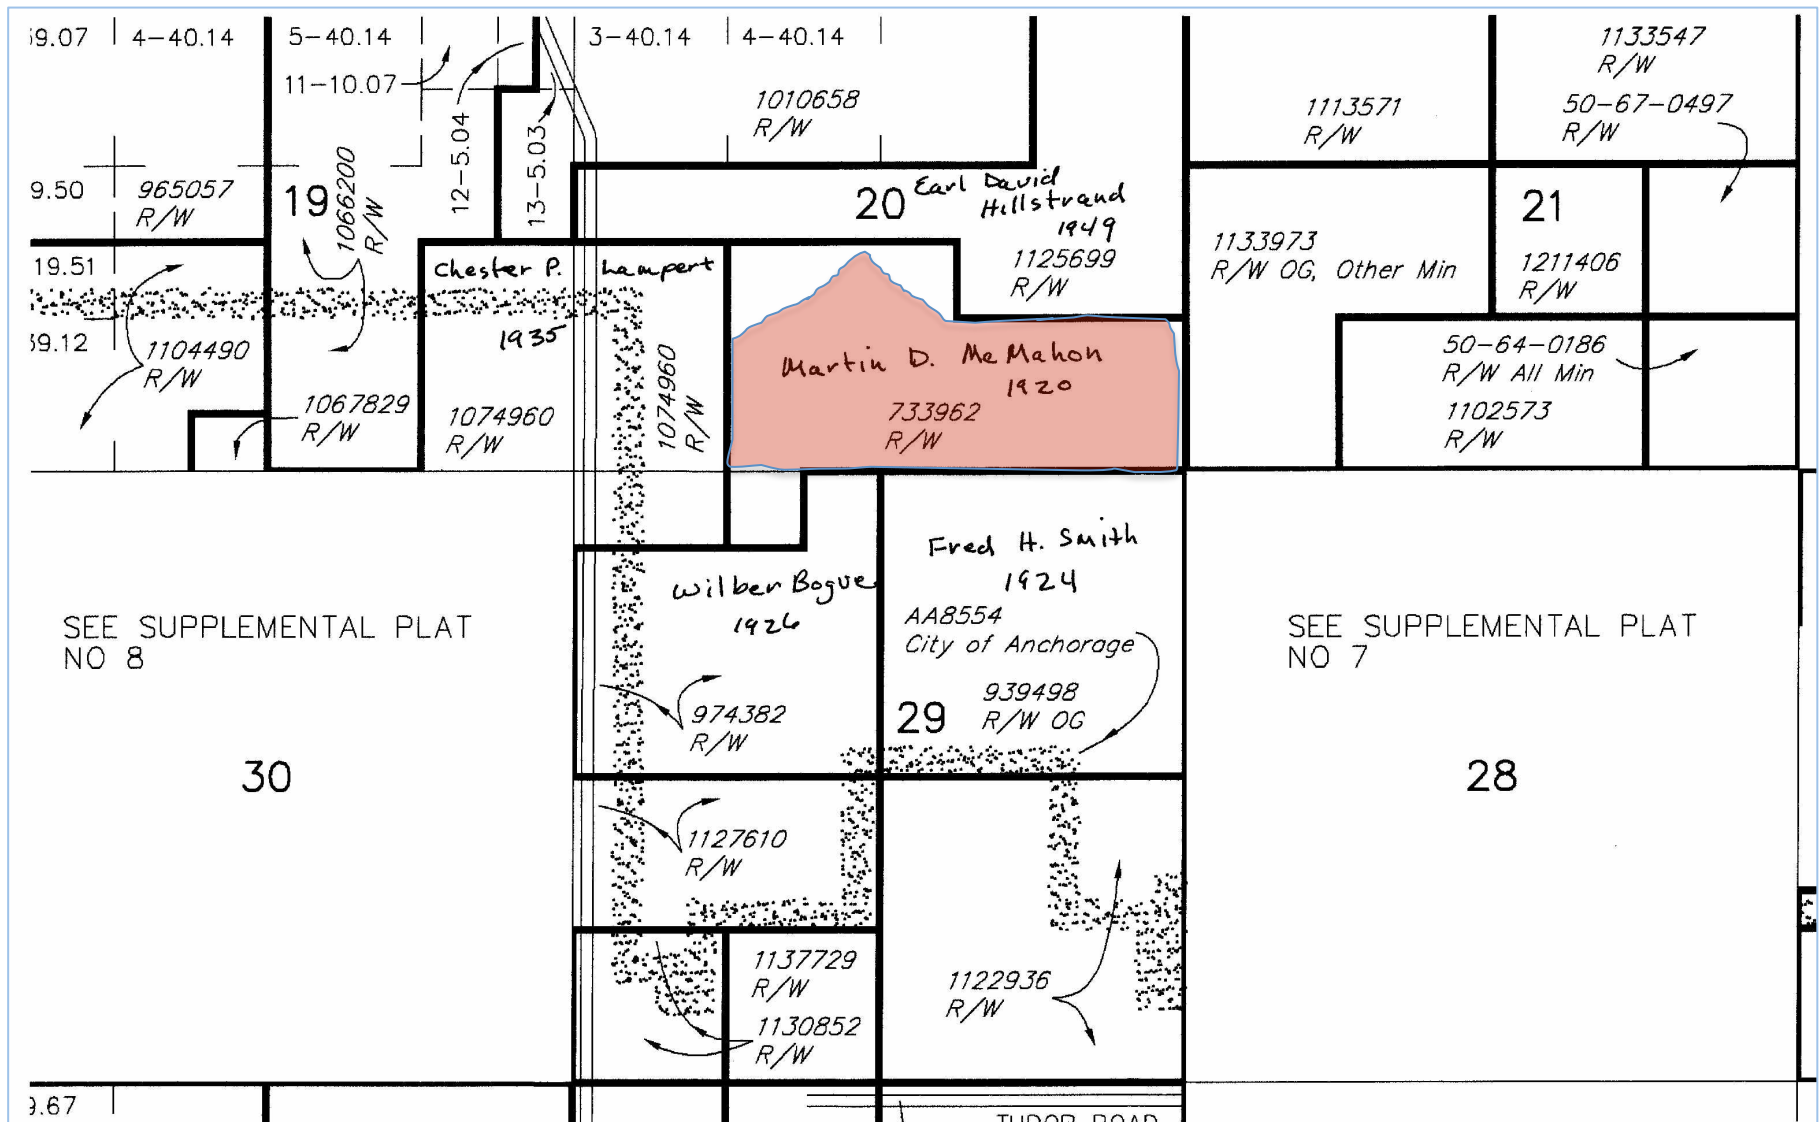 4-40.14
5-40.14
3-40.14
4-40.14
1133547
R/W
11-10.07
1010658
R/W
1113571
R/W
50-67-0497
R/W
12-5.04
13-5.03
9.50
965057
R/W
19
1066200
R/W
20
Earl David
Hillstrand
1949
1125699
R/W
21
1133973
R/W OG, Other Min
1211406
R/W
19.51
Chester P. Lampert
1935
39.12
1104490
R/W
1067829
R/W
1074960
R/W
1074960
R/W
Martin D. McMahon
1920
733962
R/W
50-64-0186
R/W All Min
1102573
R/W
Fred H. Smith
1924
Wilber Bogue
1926
AA8554
City of Anchorage
SEE SUPPLEMENTAL PLAT
NO 8
SEE SUPPLEMENTAL PLAT
NO 7
974382
R/W
29
939498
R/W OG
30
28
1127610
R/W
1137729
R/W
1122936
R/W
1130852
R/W
9.67
TUDOR ROAD